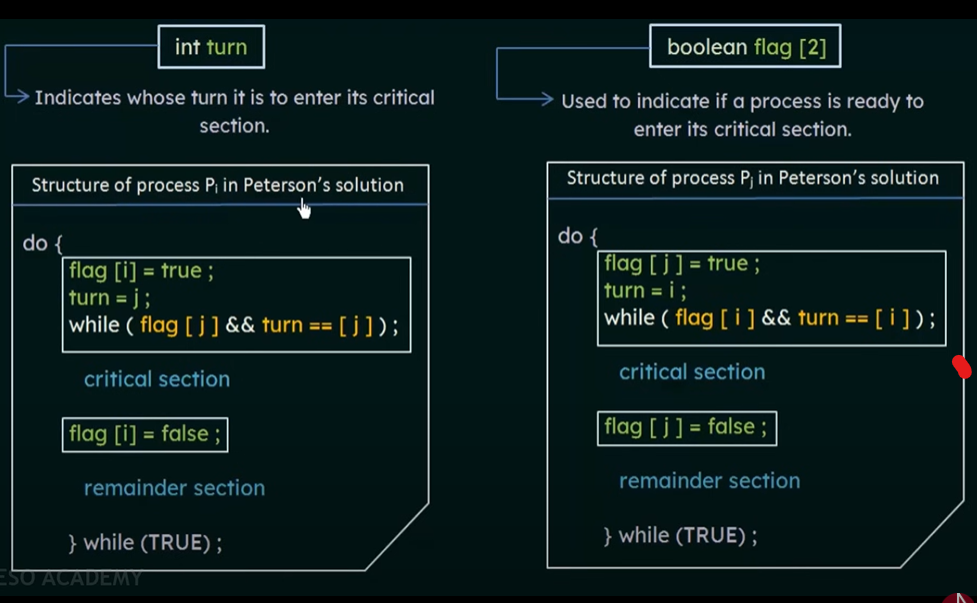 int turn
Indicates whose turn it is to enter its critical
section.
Structure of process Pi in Peterson's solution
do {
flag [i] = true ;
turn = j ;
while ( flag [ j ] && turn == [ j ] ) ;
critical section
flag [i] = false ;
remainder section
} while (TRUE) ;
ESO ACADEMY
boolean flag [2]
Used to indicate if a process is ready to
enter its critical section.
Structure of process Pj in Peterson's solution
do {
flag [ j ] = true ;
turn = i ;
while ( flag [ i ] && turn == [ i ] ) ;
critical section
flag [ j ] = false ;
remainder section
} while (TRUE) ;